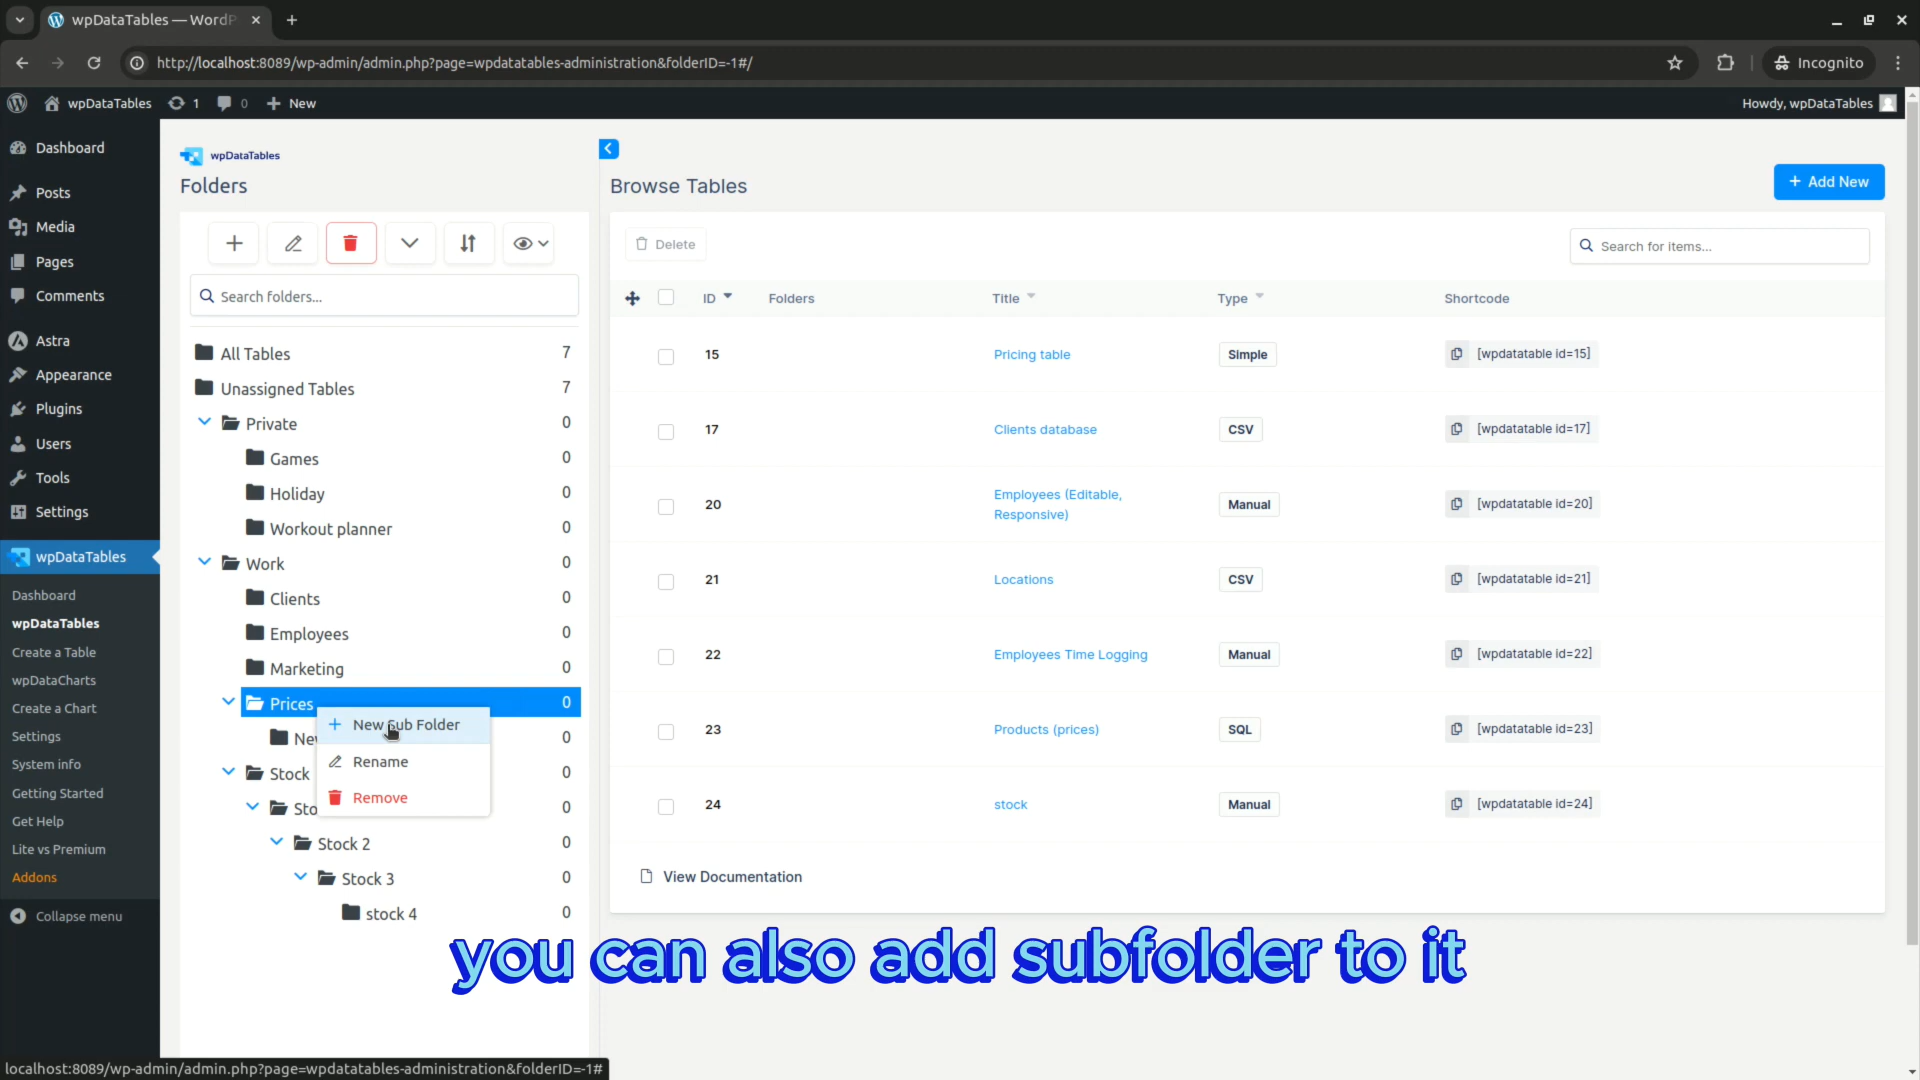 wpDataTables — WordP
http://localhost:8089/wp-admin/admin.php?page=wpdatatables-administration&folderID=-1#/
Incognito
wpDataTables
1
0
New
Howdy, wpDataTables
Dashboard
Posts
Media
Pages
Comments
Astra
Appearance
Plugins
Users
Tools
Settings
wpDataTables
Dashboard
wpDataTables
Create a Table
wpDataCharts
Create a Chart
Settings
System info
Getting Started
Get Help
Lite vs Premium
Addons
Collapse menu
wpDataTables
Folders
Search folders...
All Tables 7
Unassigned Tables 7
Private 0
Games 0
Holiday 0
Workout planner 0
Work 0
Clients 0
Employees 0
Marketing 0
Prices 0
New Sub Folder
0
Rename
Stock 0
Remove
0
Stock 2 0
Stock 3 0
stock 4 0
Browse Tables
+ Add New
Delete
Search for items...
ID Folders Title Type Shortcode
15 Pricing table Simple [wpdatatable id=15]
17 Clients database CSV [wpdatatable id=17]
20 Employees (Editable, Manual [wpdatatable id=20]
Responsive)
21 Locations CSV [wpdatatable id=21]
22 Employees Time Logging Manual [wpdatatable id=22]
23 Products (prices) SQL [wpdatatable id=23]
24 stock Manual [wpdatatable id=24]
View Documentation
you can also add subfolder to it
localhost:8089/wp-admin/admin.php?page=wpdatatables-administration&folderID=-1#